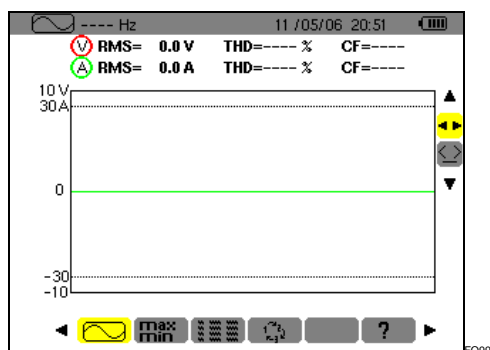 ---- Hz 11/05/06 20:51
V RMS= 0.0 V THD=---- % CF=----
A RMS= 0.0 A THD=---- % CF=----
10 V
30 A
0
-30
-10
max
min
?